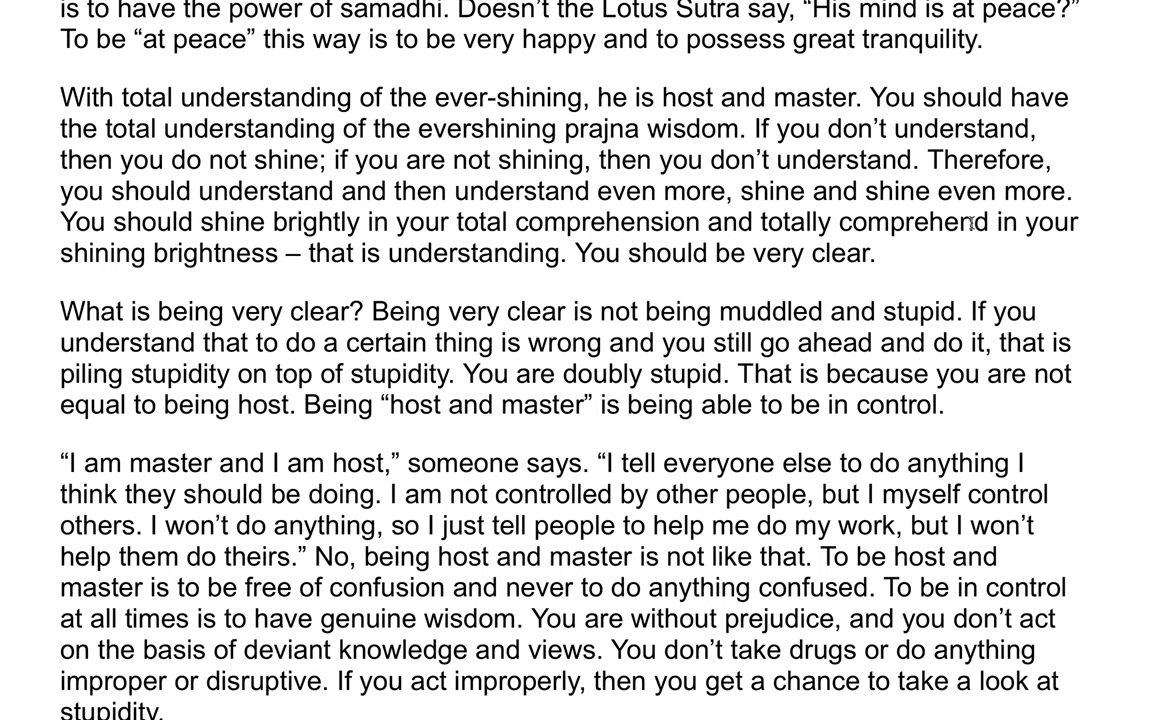 is to have the power of samadhi. Doesn’t the Lotus Sutra say, “His mind is at peace?”
To be “at peace” this way is to be very happy and to possess great tranquility.
With total understanding of the ever-shining, he is host and master. You should have
the total understanding of the evershining prajna wisdom. If you don’t understand,
then you do not shine; if you are not shining, then you don’t understand. Therefore,
you should understand and then understand even more, shine and shine even more.
You should shine brightly in your total comprehension and totally comprehend in your
shining brightness – that is understanding. You should be very clear.
What is being very clear? Being very clear is not being muddled and stupid. If you
understand that to do a certain thing is wrong and you still go ahead and do it, that is
piling stupidity on top of stupidity. You are doubly stupid. That is because you are not
equal to being host. Being “host and master” is being able to be in control.
“I am master and I am host,” someone says. “I tell everyone else to do anything I
think they should be doing. I am not controlled by other people, but I myself control
others. I won’t do anything, so I just tell people to help me do my work, but I won’t
help them do theirs.” No, being host and master is not like that. To be host and
master is to be free of confusion and never to do anything confused. To be in control
at all times is to have genuine wisdom. You are without prejudice, and you don’t act
on the basis of deviant knowledge and views. You don’t take drugs or do anything
improper or disruptive. If you act improperly, then you get a chance to take a look at
stupidity.